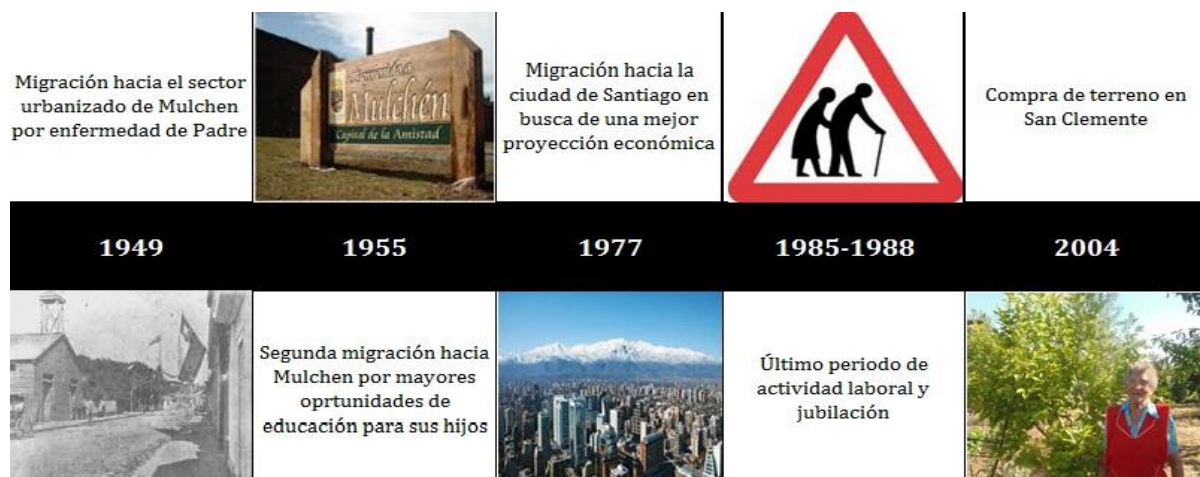 Migración hacia el sector
urbanizado de Mulchen
por enfermedad de Padre
Mulchén
Capital de la Amistad
Migración hacia la
ciudad de Santiago en
busca de una mejor
proyección económica
Compra de terreno en
San Clemente
1949
1955
1977
1985-1988
2004
Segunda migración hacia
Mulchen por mayores
oprtunidades de
educación para sus hijos
Último periodo de
actividad laboral y
jubilación